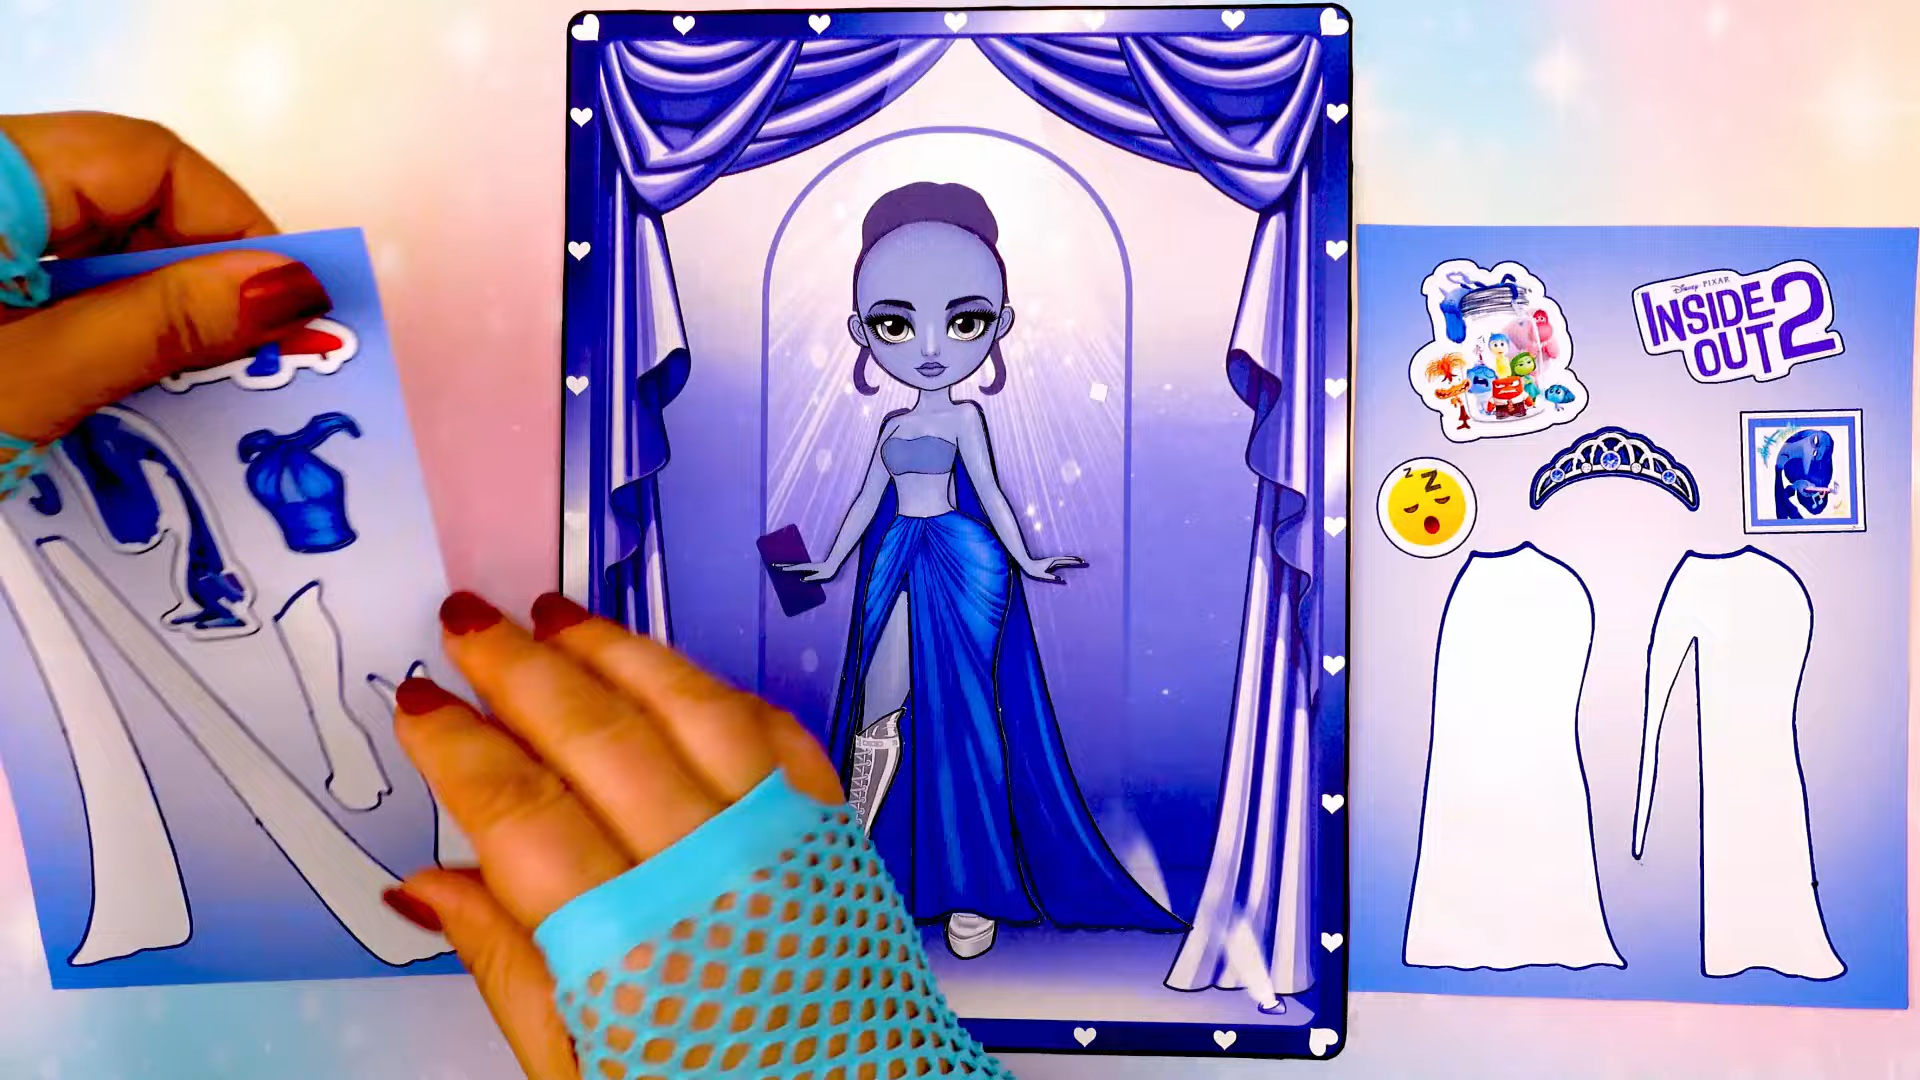 Disney PIXAR
INSIDE
OUT 2
z
Z
Z